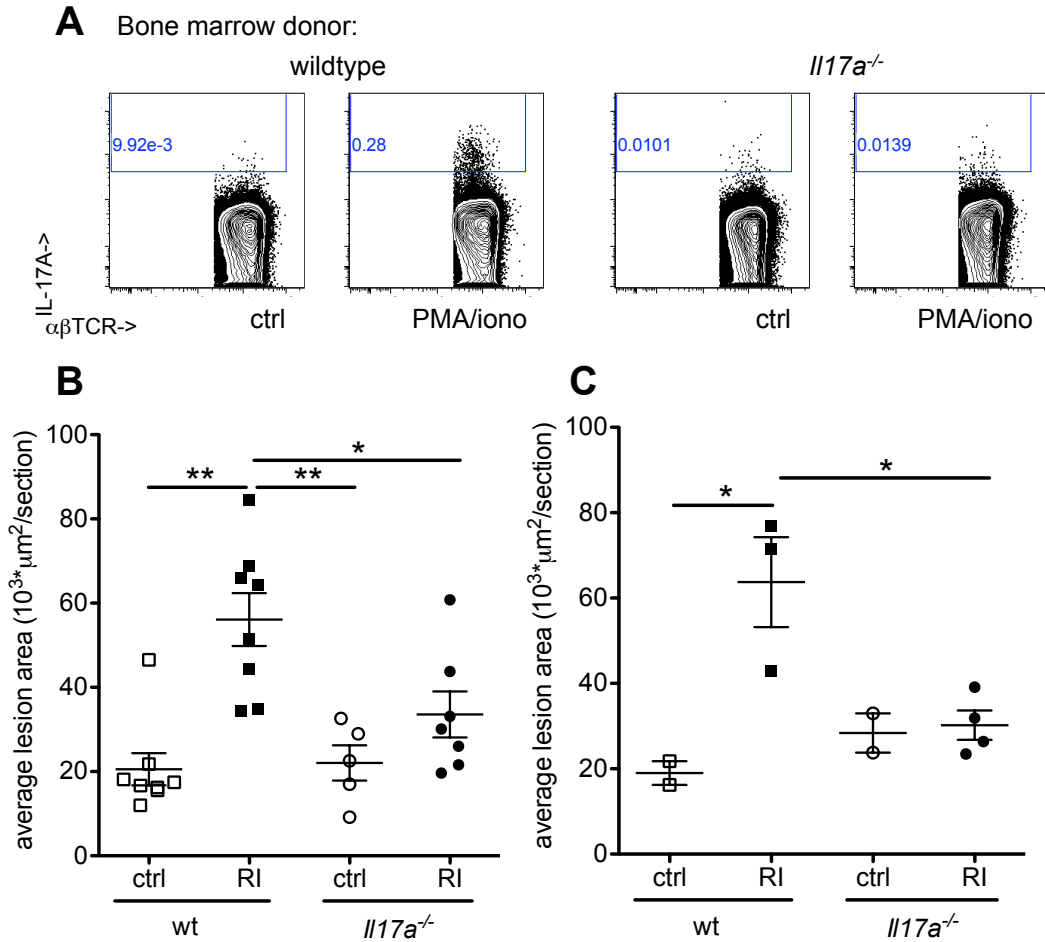 A Bone marrow donor:
wildtype Il17a-/-
9.92e-3 0.28 0.0101 0.0139
IL-17A->
αβTCR->
ctrl PMA/iono ctrl PMA/iono
B
average lesion area (10³*µm²/section)
100
80
60
40
20
0
** ** *
ctrl RI ctrl RI
wt Il17a-/-
C
average lesion area (10³*µm²/section)
100
80
60
40
20
0
* *
ctrl RI ctrl RI
wt Il17a-/-